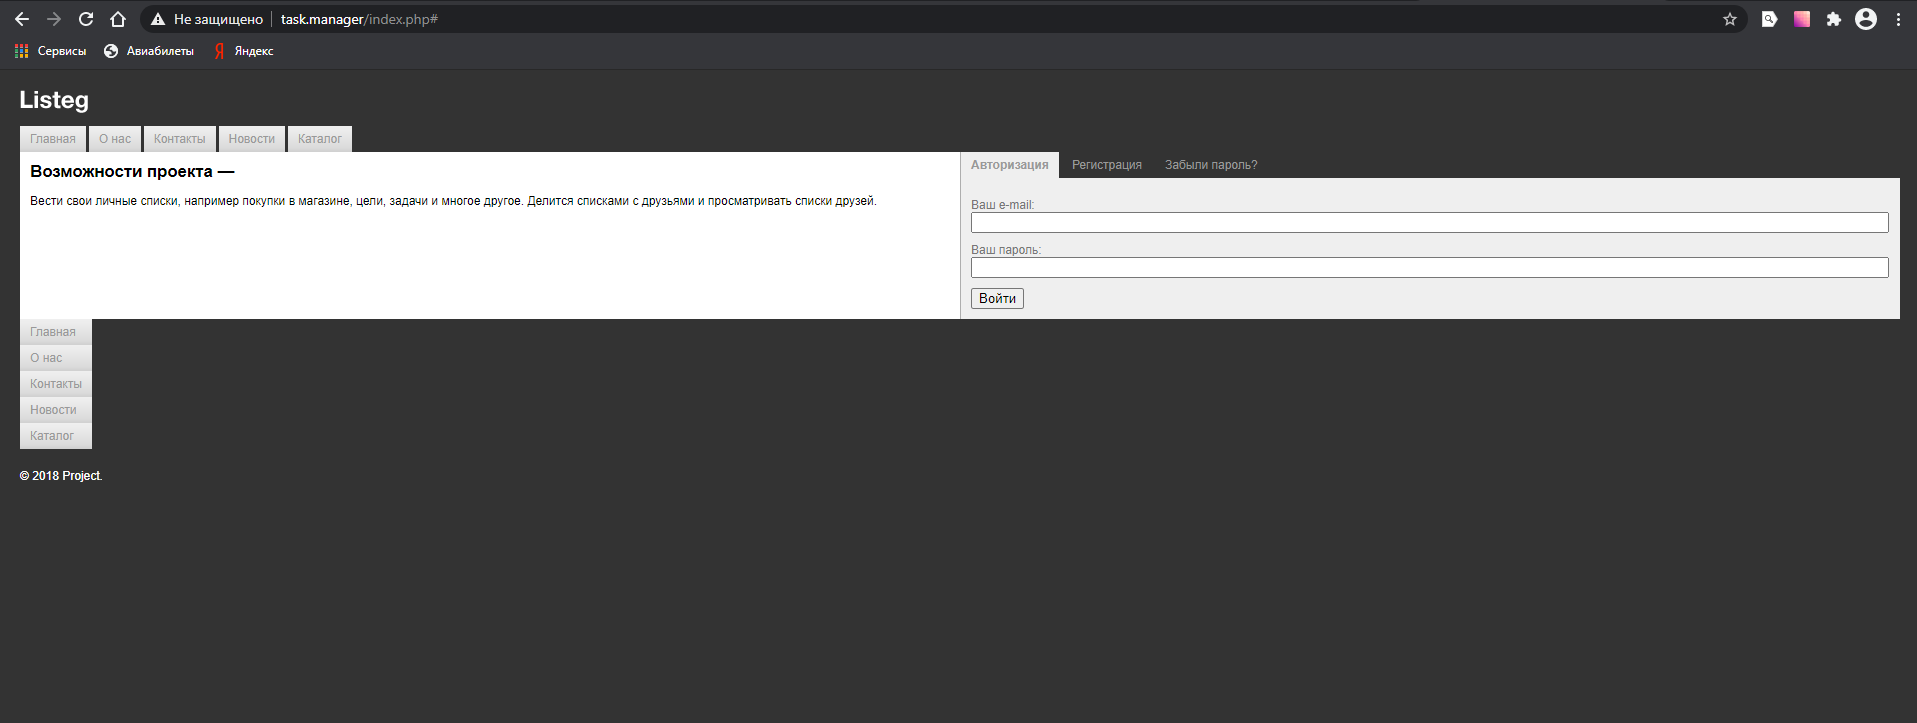 Не защищено task.manager/index.php#
Сервисы Авиабилеты Яндекс
Listeg
Главная О нас Контакты Новости Каталог
Возможности проекта —
Вести свои личные списки, например покупки в магазине, цели, задачи и многое другое. Делится списками с друзьями и просматривать списки друзей.
Авторизация Регистрация Забыли пароль?
Ваш e-mail:
Ваш пароль:
Войти
Главная
О нас
Контакты
Новости
Каталог
© 2018 Project.